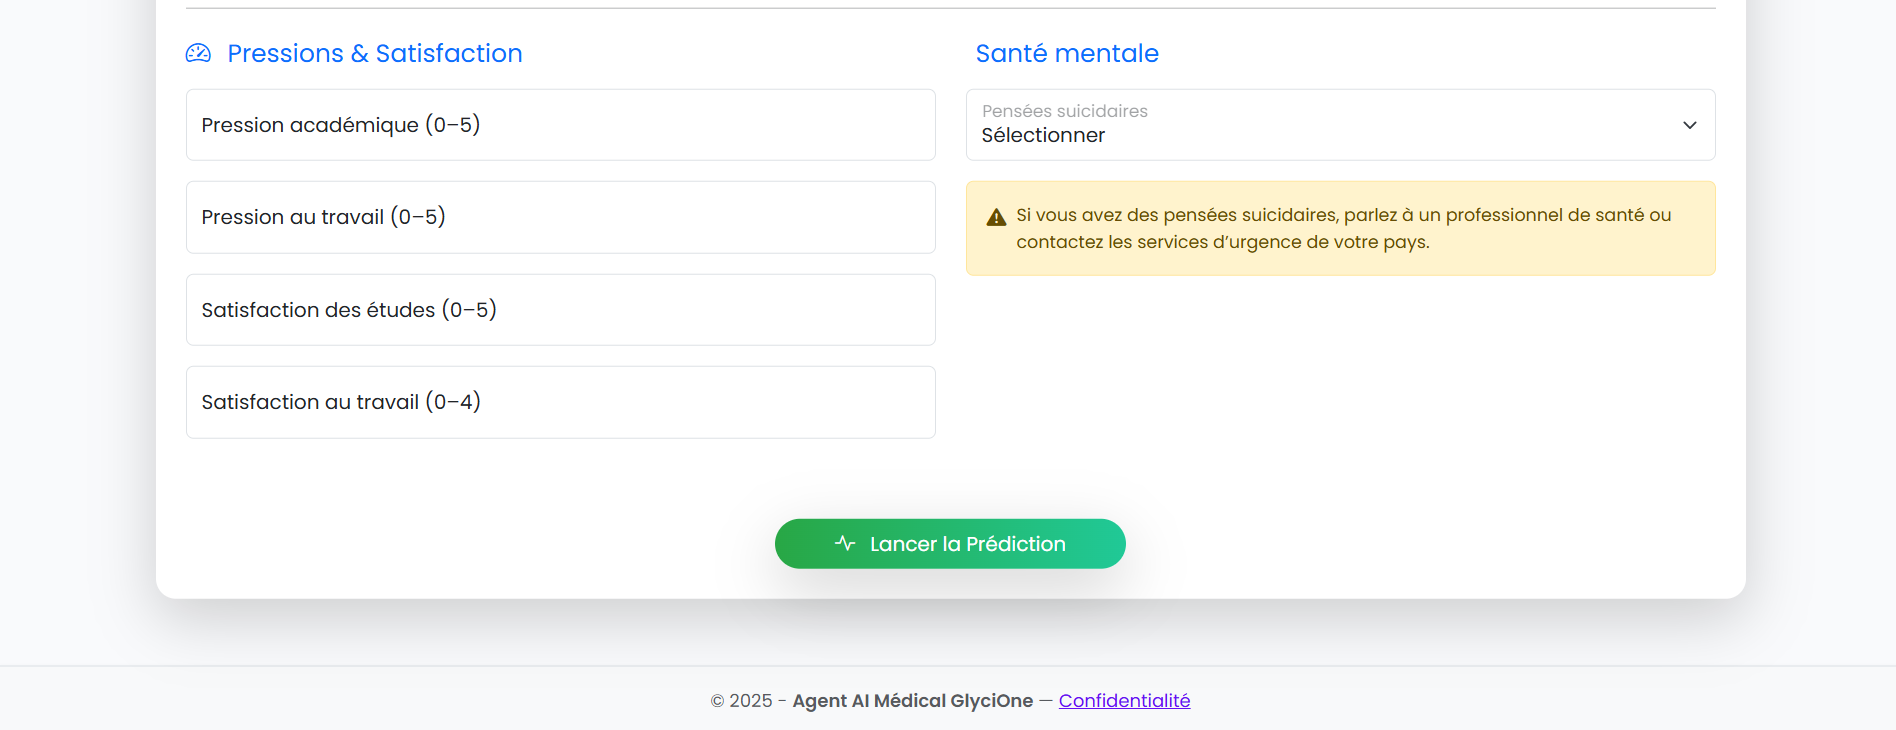 Pressions & Satisfaction
Pression académique (0–5)
Pression au travail (0–5)
Satisfaction des études (0–5)
Satisfaction au travail (0–4)
Santé mentale
Pensées suicidaires
Sélectionner
Si vous avez des pensées suicidaires, parlez à un professionnel de santé ou
contactez les services d’urgence de votre pays.
Lancer la Prédiction
© 2025 - Agent AI Médical GlyciOne — Confidentialité